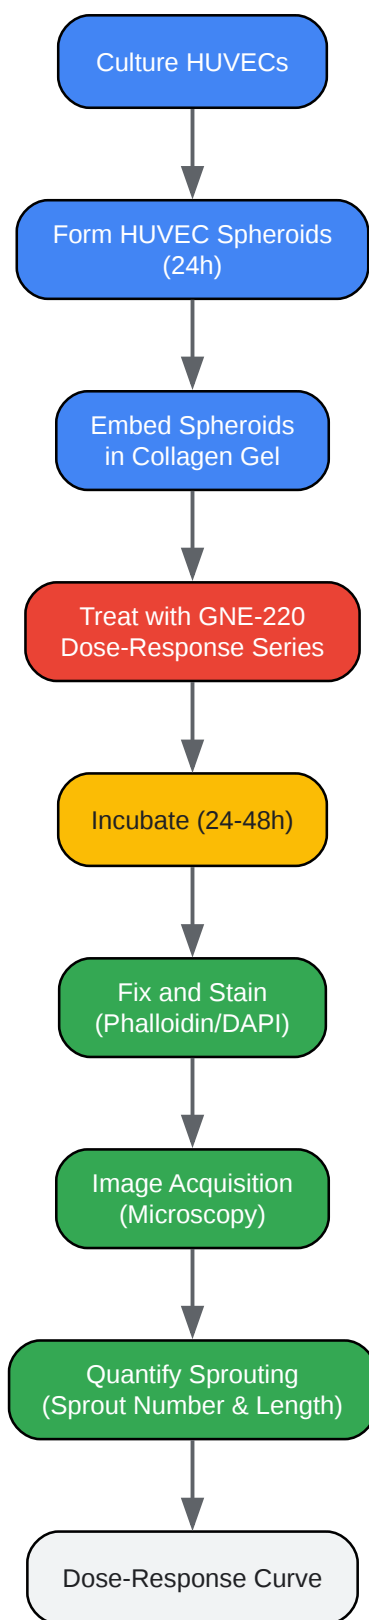 Culture HUVECs
Form HUVEC Spheroids
(24h)
Embed Spheroids
in Collagen Gel
Treat with GNE-220
Dose-Response Series
Incubate (24-48h)
Fix and Stain
(Phalloidin/DAPI)
Image Acquisition
(Microscopy)
Quantify Sprouting
(Sprout Number & Length)
Dose-Response Curve